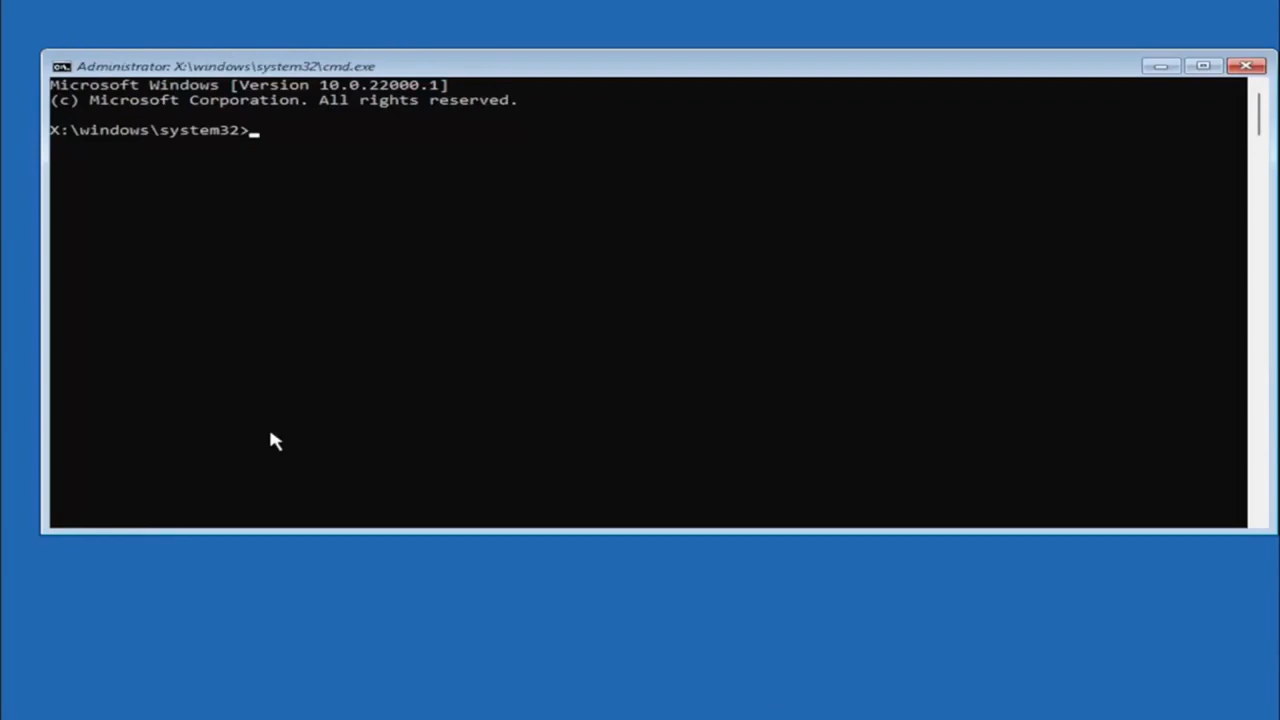 Administrator: X:\windows\system32\cmd.exe
Microsoft Windows [Version 10.0.22000.1]
(c) Microsoft Corporation. All rights reserved.
X:\windows\system32>